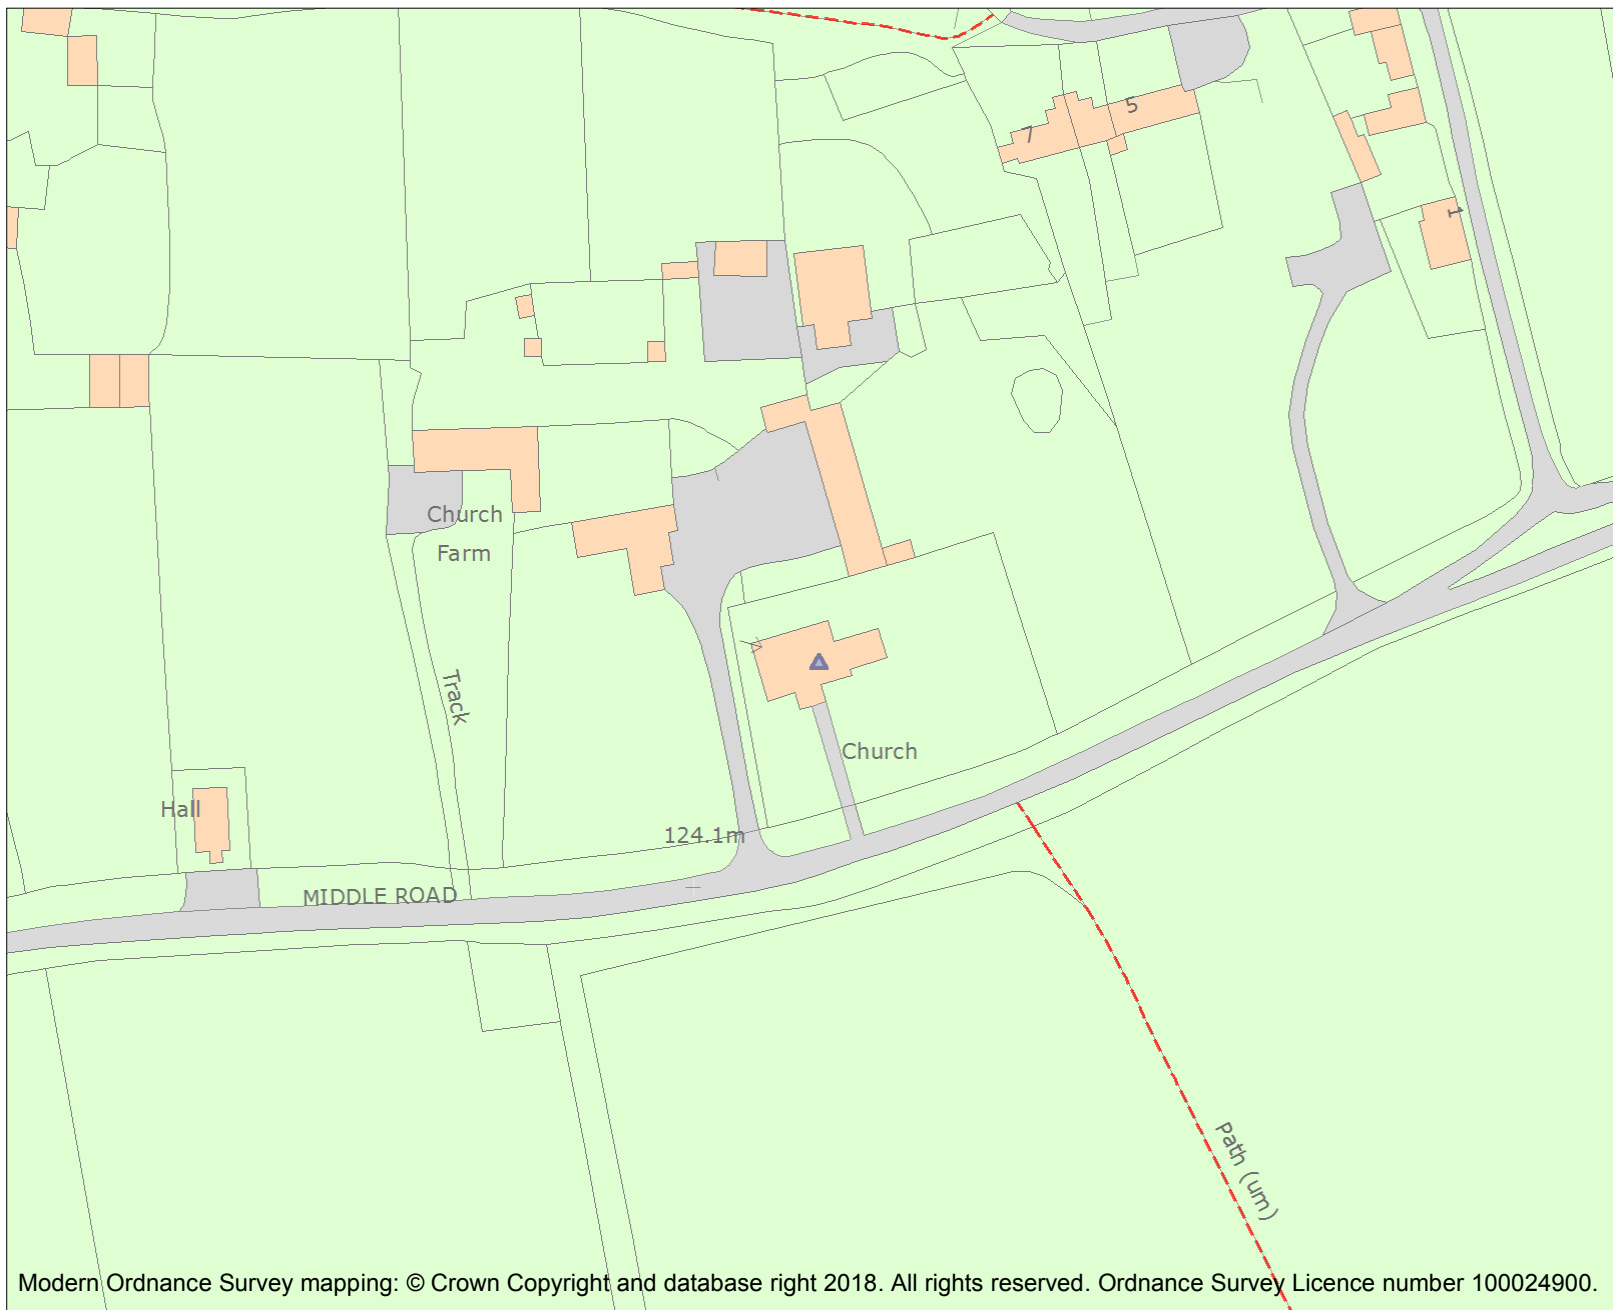 5
7
1
Church
Farm
Track
Church
Hall
124.1m
MIDDLE ROAD
Path (um)
Modern Ordnance Survey mapping: © Crown Copyright and database right 2018. All rights reserved. Ordnance Survey Licence number 100024900.